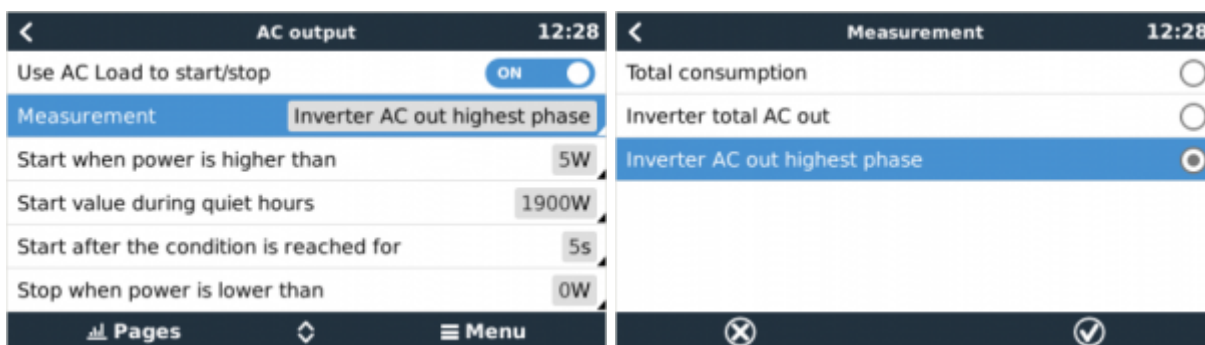 AC output 12:28
Use AC Load to start/stop ON
Measurement Inverter AC out highest phase
Start when power is higher than 5W
Start value during quiet hours 1900W
Start after the condition is reached for 5s
Stop when power is lower than 0W
Pages Menu
Measurement 12:28
Total consumption
Inverter total AC out
Inverter AC out highest phase